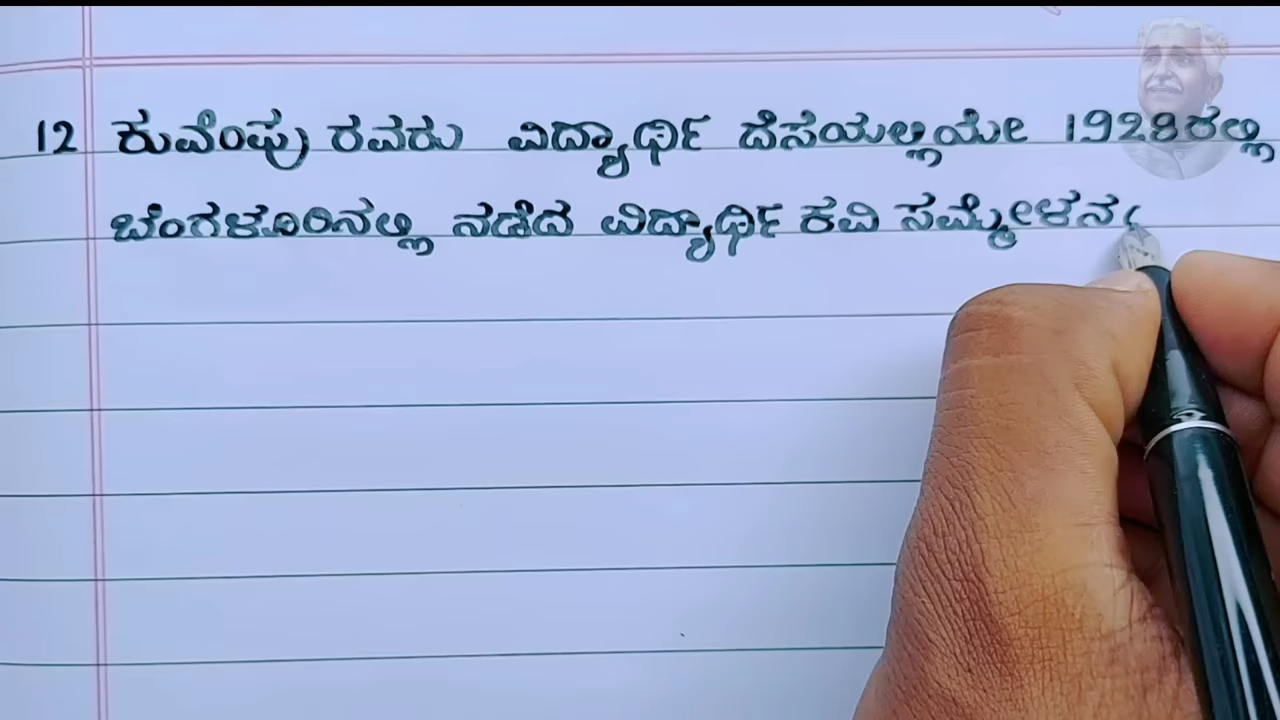 12 ಕುವೆಂಪು ರವರು ವಿದ್ಯಾರ್ಥಿ ದೆಸೆಯಲ್ಲಿಯೇ 1928ರಲ್ಲಿ
ಬೆಂಗಳೂರಿನಲ್ಲಿ ನಡೆದ ವಿದ್ಯಾರ್ಥಿ ಕವಿ ಸಮ್ಮೇಳನ